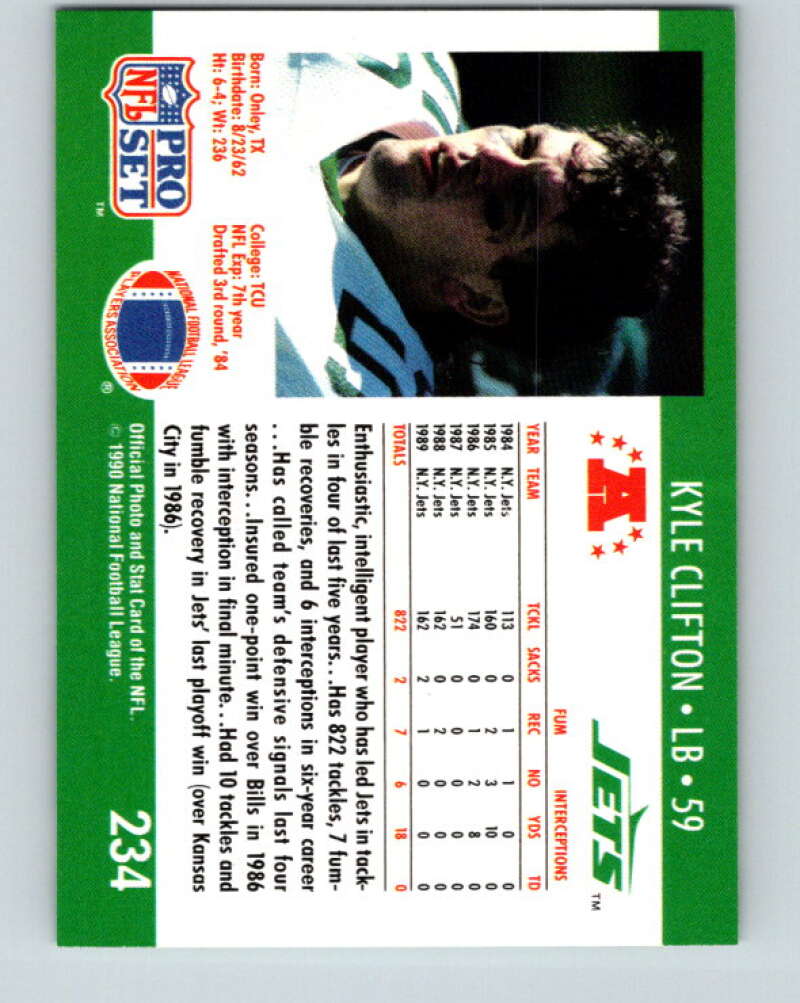 KYLE CLIFTON • LB • 59
A
JETS™
FUM INTERCEPTIONS
YEAR TEAM TCKL SACKS REC NO YDS TD
1984 N.Y. Jets 113 0 0 1 0 0
1985 N.Y. Jets 160 0 2 3 10 0
1986 N.Y. Jets 174 0 1 2 8 0
1987 N.Y. Jets 51 0 0 0 0 0
1988 N.Y. Jets 162 0 2 0 0 0
1989 N.Y. Jets 162 2 1 0 0 0
TOTALS 822 2 7 6 18 0
Enthusiastic, intelligent player who has led Jets in tack-
les in four of last five years...Has 822 tackles, 7 fum-
ble recoveries, and 6 interceptions in six-year career
...Has called team's defensive signals last four
seasons...Insured one-point win over Bills in 1986
with interception in final minute...Had 10 tackles and
fumble recovery in Jets' last playoff win (over Kansas
City in 1986).
Born: Onley, TX
Birthdate: 8/23/62
Ht: 6-4; Wt: 236
College: TCU
NFL Exp: 7th year
Drafted 3rd round, '84
NFL
PRO
SET
™
NATIONAL FOOTBALL LEAGUE
PLAYERS ASSOCIATION
®
Official Photo and Stat Card of the NFL.
© 1990 National Football League.
234